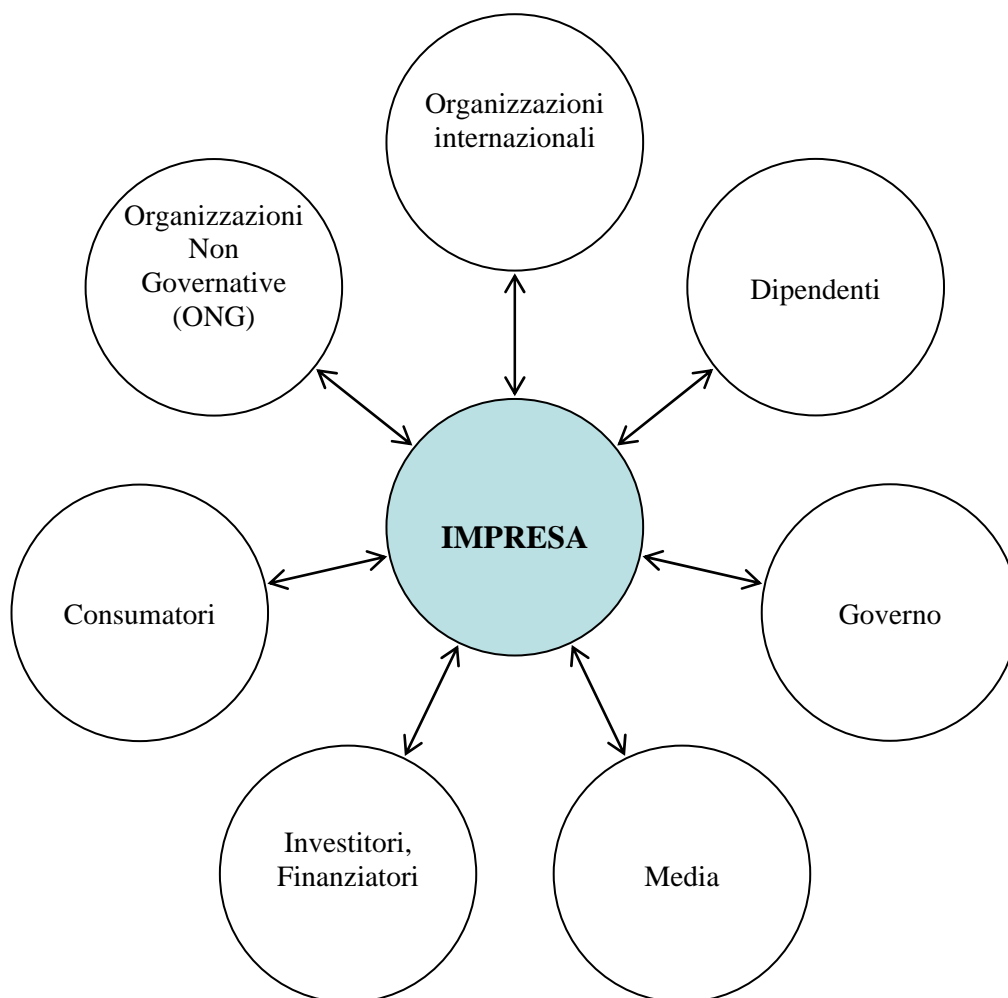 Organizzazioni
internazionali
Organizzazioni
Non
Governative
(ONG)
Dipendenti
IMPRESA
Consumatori
Governo
Investitori,
Finanziatori
Media